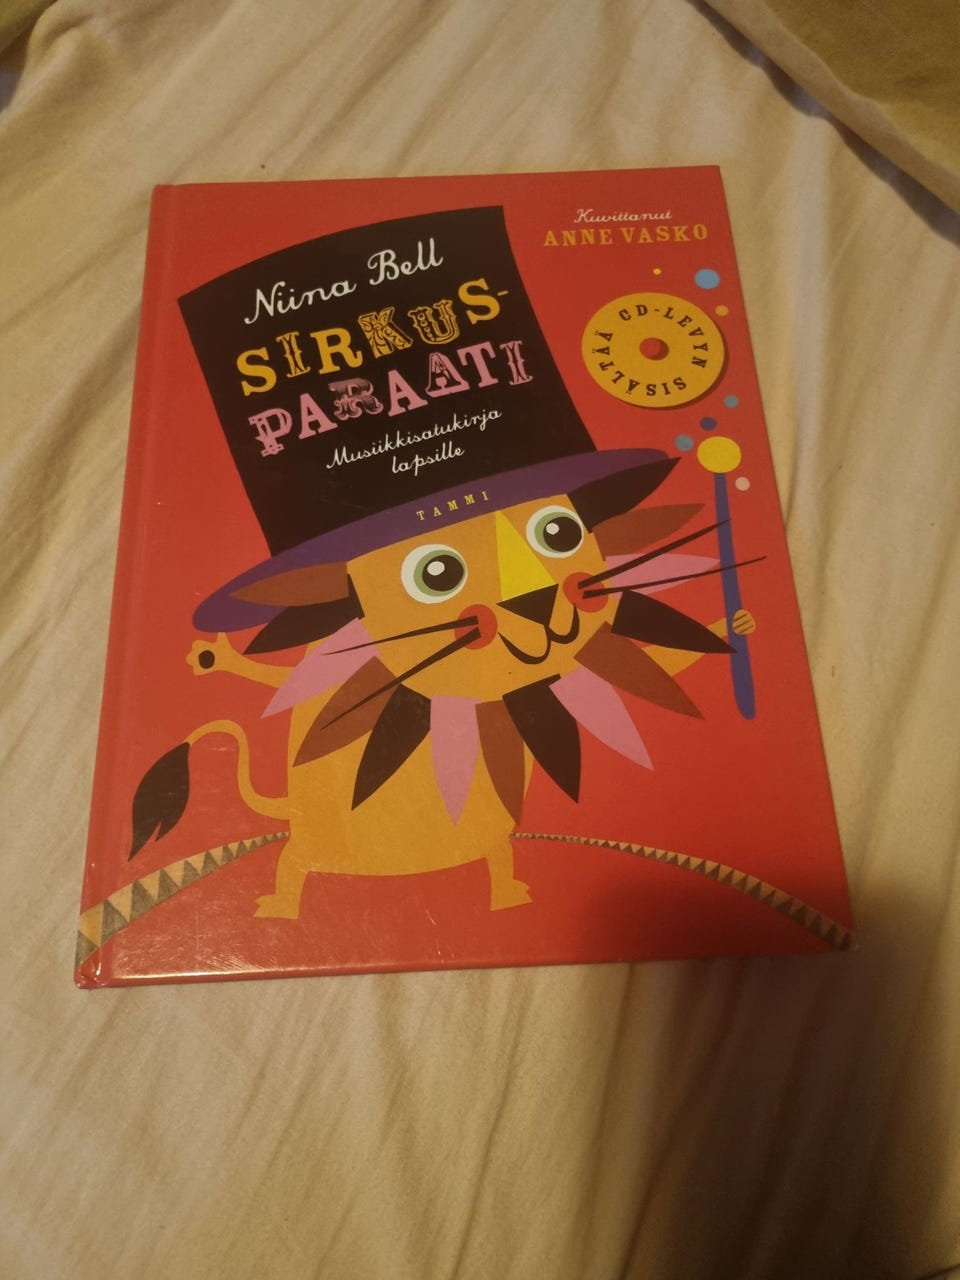 Kuvittanut
ANNE VASKO
Niina Bell
SIRKUS-
PARAATI
Musiikkisatukirja
lapsille
TAMMI
SISÄLTÄÄ CD-LEVYN